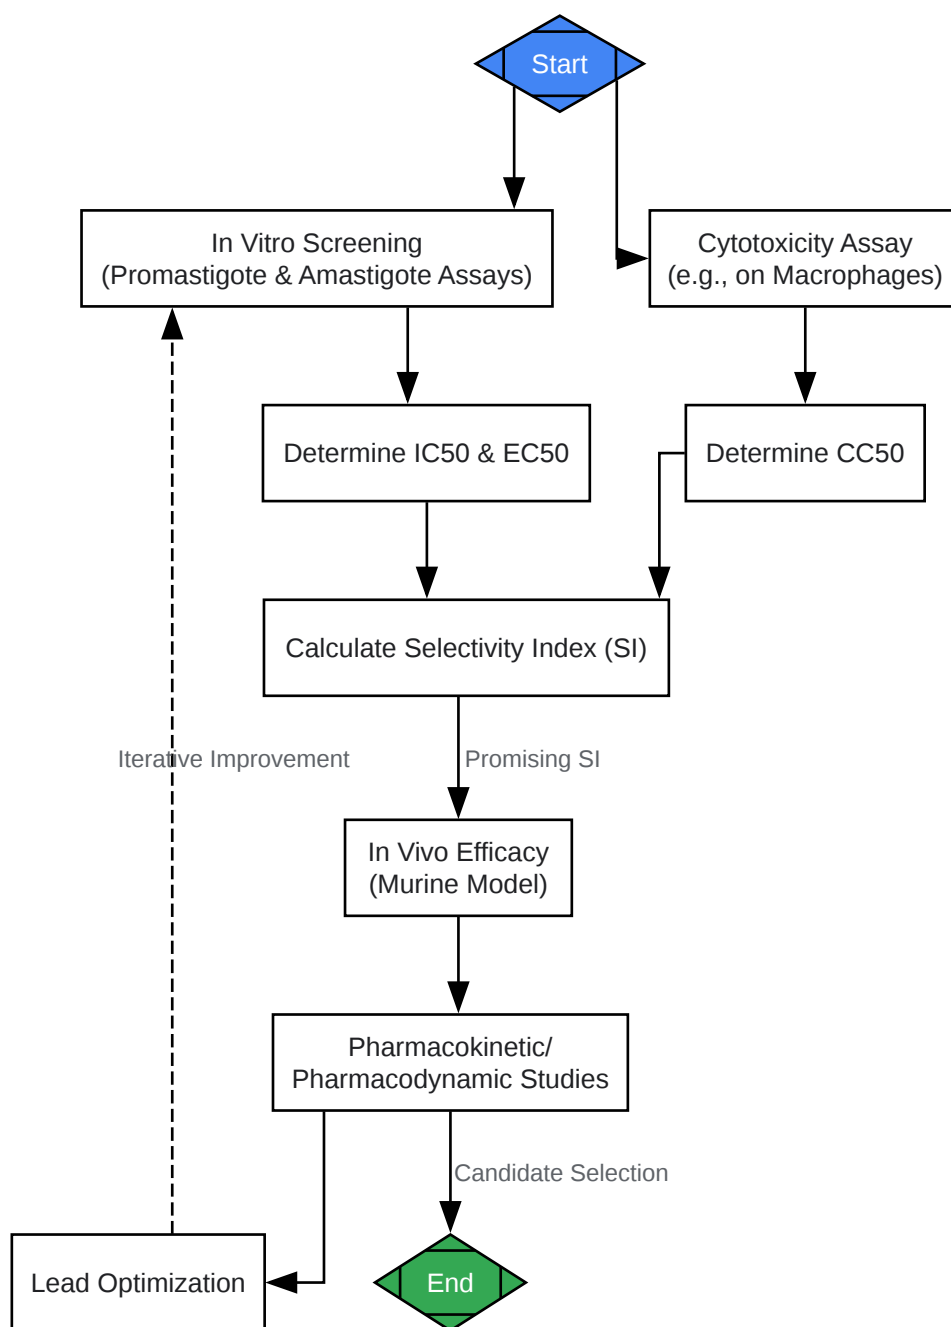 Start
In Vitro Screening
(Promastigote & Amastigote Assays)
Cytotoxicity Assay
(e.g., on Macrophages)
Determine IC50 & EC50
Determine CC50
Calculate Selectivity Index (SI)
Iterative Improvement
Promising SI
In Vivo Efficacy
(Murine Model)
Pharmacokinetic/
Pharmacodynamic Studies
Candidate Selection
Lead Optimization
End